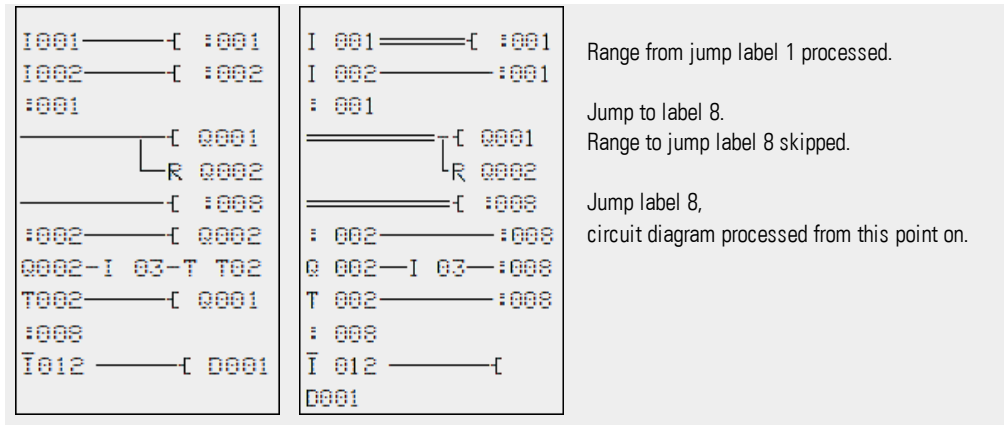 I001 [ :001
I002 [ :002
:001
[ Q001
R Q002
[ :008
:002 [ Q002
Q002-I 03-T T02
T002 [ Q001
:008
Ī012 [ D001
I 001 [ :001
I 002 :001
: 001
[ Q001
R Q002
[ :008
: 002 :008
Q 002 I 03 :008
T 002 :008
: 008
Ī 012 [
D001
Range from jump label 1 processed.
Jump to label 8.
Range to jump label 8 skipped.
Jump label 8,
circuit diagram processed from this point on.